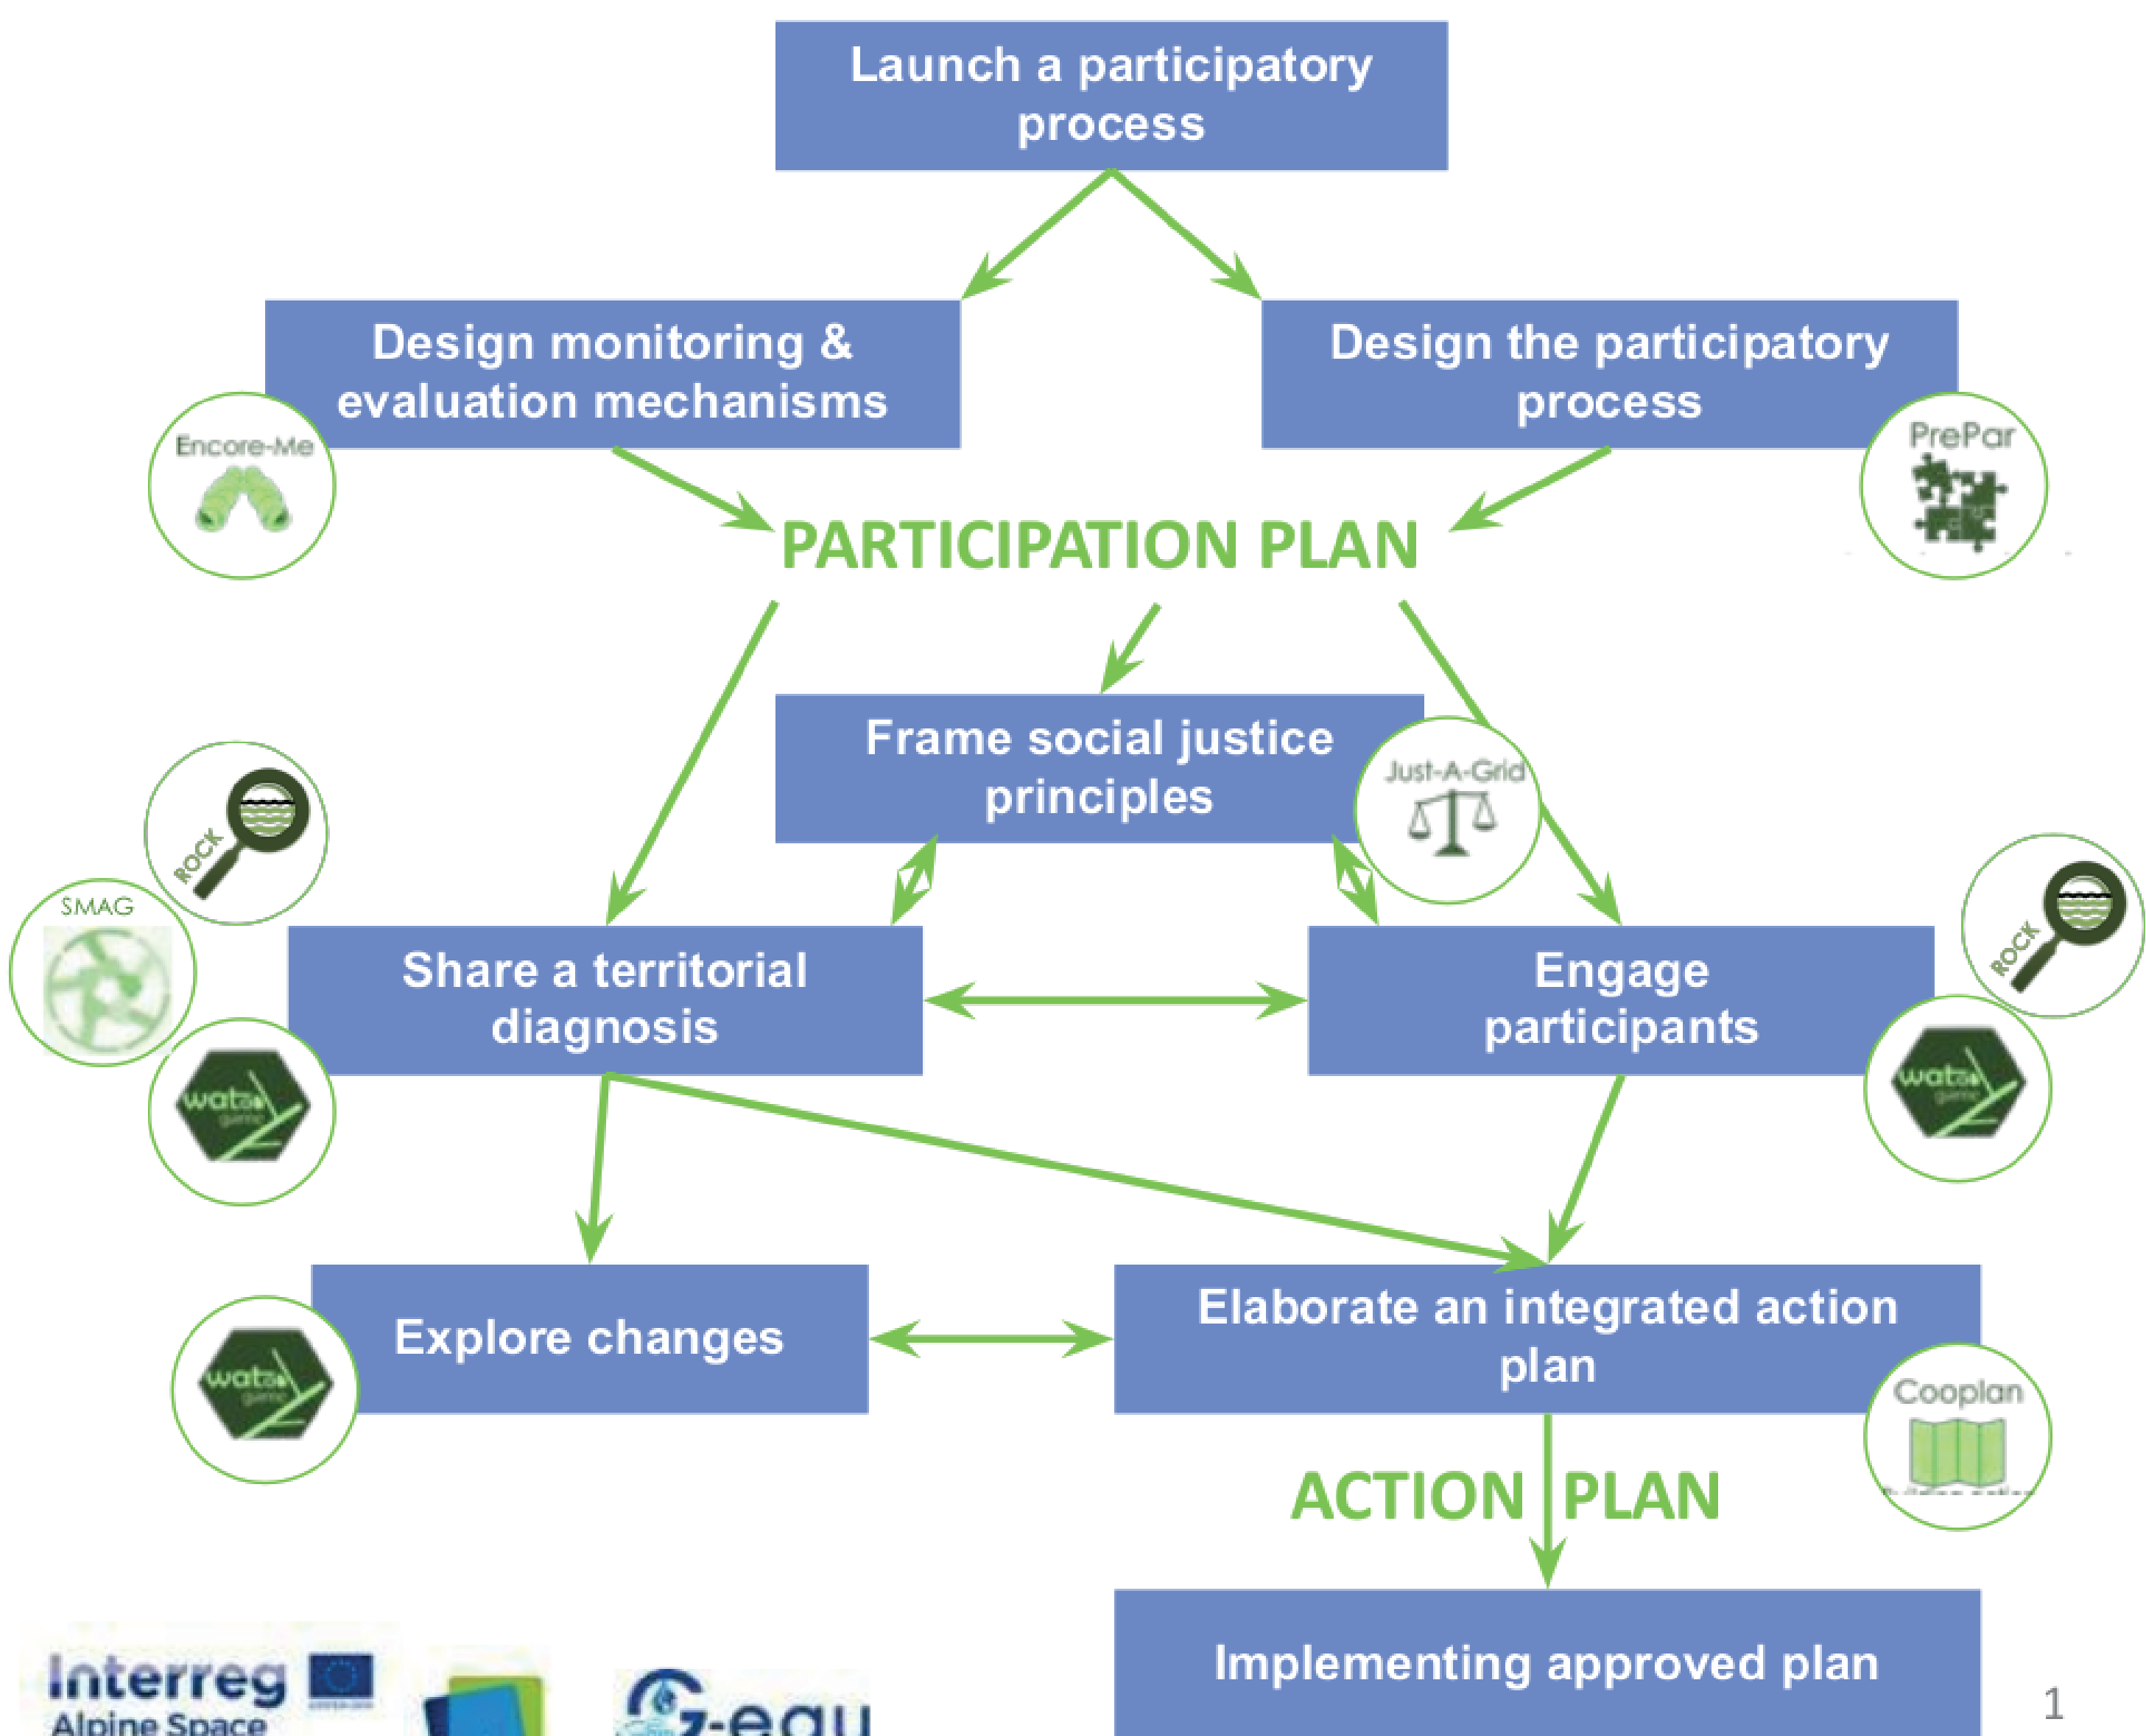 Launch a participatory
process
Design monitoring &
evaluation mechanisms
Design the participatory
process
Encore-Me
PrePar
PARTICIPATION PLAN
Frame social justice
principles
Just-A-Grid
ROCK
SMAG
Share a territorial
diagnosis
Engage
participants
ROCK
Explore changes
Elaborate an integrated action
plan
Cooplan
ACTION PLAN
Implementing approved plan
Interreg
Alpine Space
G-eau
1